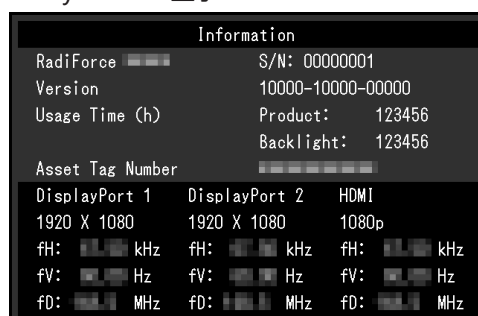 Information
RadiForce S/N: 00000001
Version 10000-10000-00000
Usage Time (h) Product: 123456
Backlight: 123456
Asset Tag Number
DisplayPort 1 DisplayPort 2 HDMI
1920 X 1080 1920 X 1080 1080p
fH: kHz fH: kHz fH: kHz
fV: Hz fV: Hz fV: Hz
fD: MHz fD: MHz fD: MHz